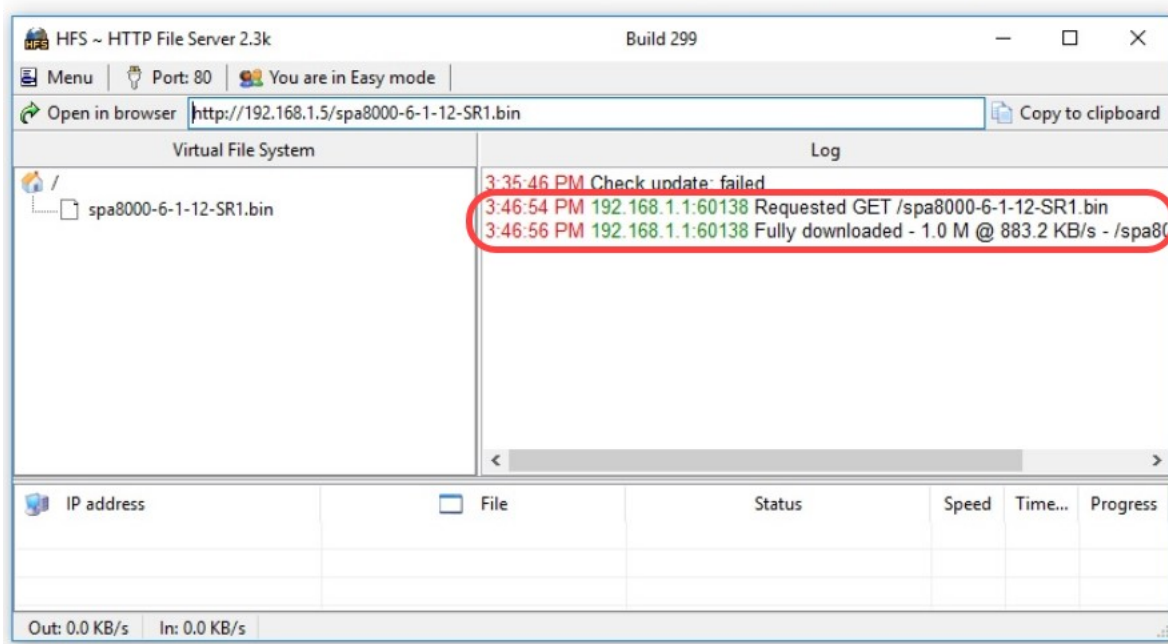 HFS ~ HTTP File Server 2.3k Build 299
Menu Port: 80 You are in Easy mode
Open in browser http://192.168.1.5/spa8000-6-1-12-SR1.bin Copy to clipboard
Virtual File System
/
spa8000-6-1-12-SR1.bin
Log
3:35:46 PM Check update: failed
3:46:54 PM 192.168.1.1:60138 Requested GET /spa8000-6-1-12-SR1.bin
3:46:56 PM 192.168.1.1:60138 Fully downloaded - 1.0 M @ 883.2 KB/s - /spa80
IP address File Status Speed Time... Progress
Out: 0.0 KB/s In: 0.0 KB/s